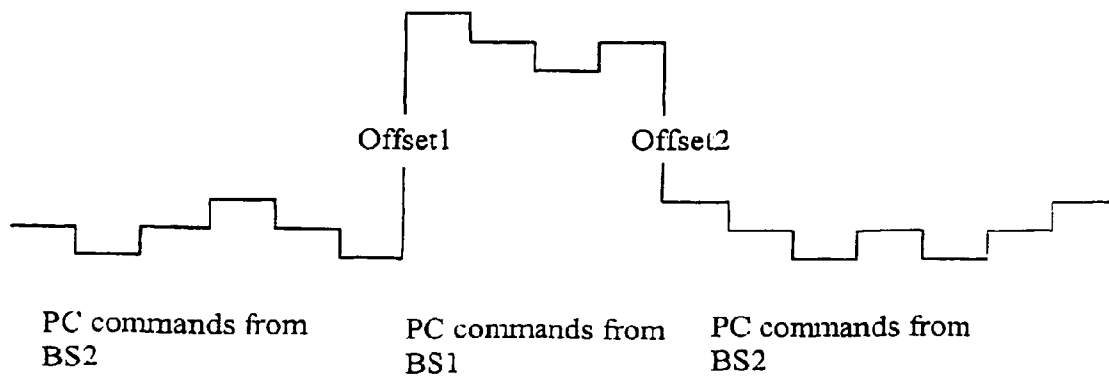 Offset1
Offset2
PC commands from
BS2
PC commands from
BS1
PC commands from
BS2